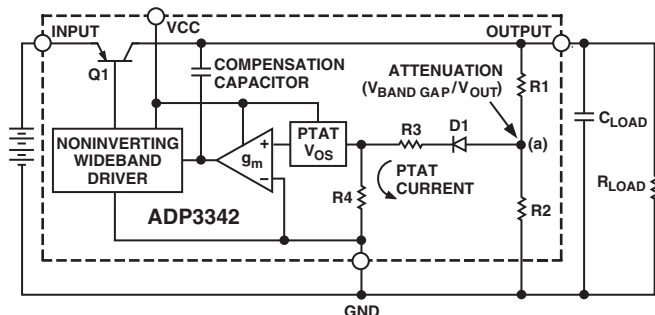 INPUT
VCC
OUTPUT
Q1
COMPENSATION
CAPACITOR
ATTENUATION
(VBAND GAP/VOUT)
R1
NONINVERTING
WIDEBAND
DRIVER
gm
+
−
PTAT
VOS
R3
D1
(a)
CLOAD
PTAT
CURRENT
R4
R2
RLOAD
ADP3342
GND